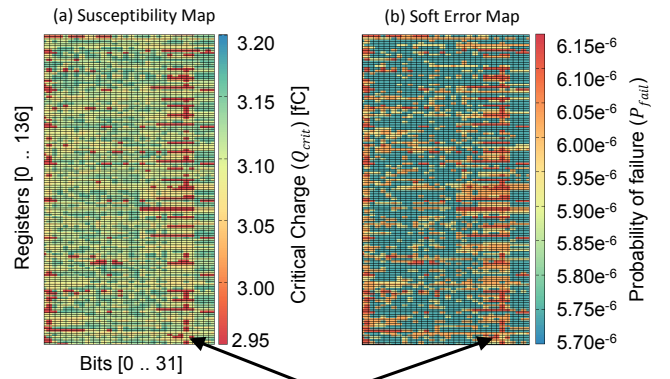 (a) Susceptibility Map
(b) Soft Error Map
Registers [0 .. 136]
Bits [0 .. 31]
3.20
3.15
3.10
3.05
3.00
2.95
Critical Charge (Q_crit) [fC]
6.15e⁻⁶
6.10e⁻⁶
6.05e⁻⁶
6.00e⁻⁶
5.95e⁻⁶
5.90e⁻⁶
5.85e⁻⁶
5.80e⁻⁶
5.75e⁻⁶
5.70e⁻⁶
Probability of failure (P_fail)